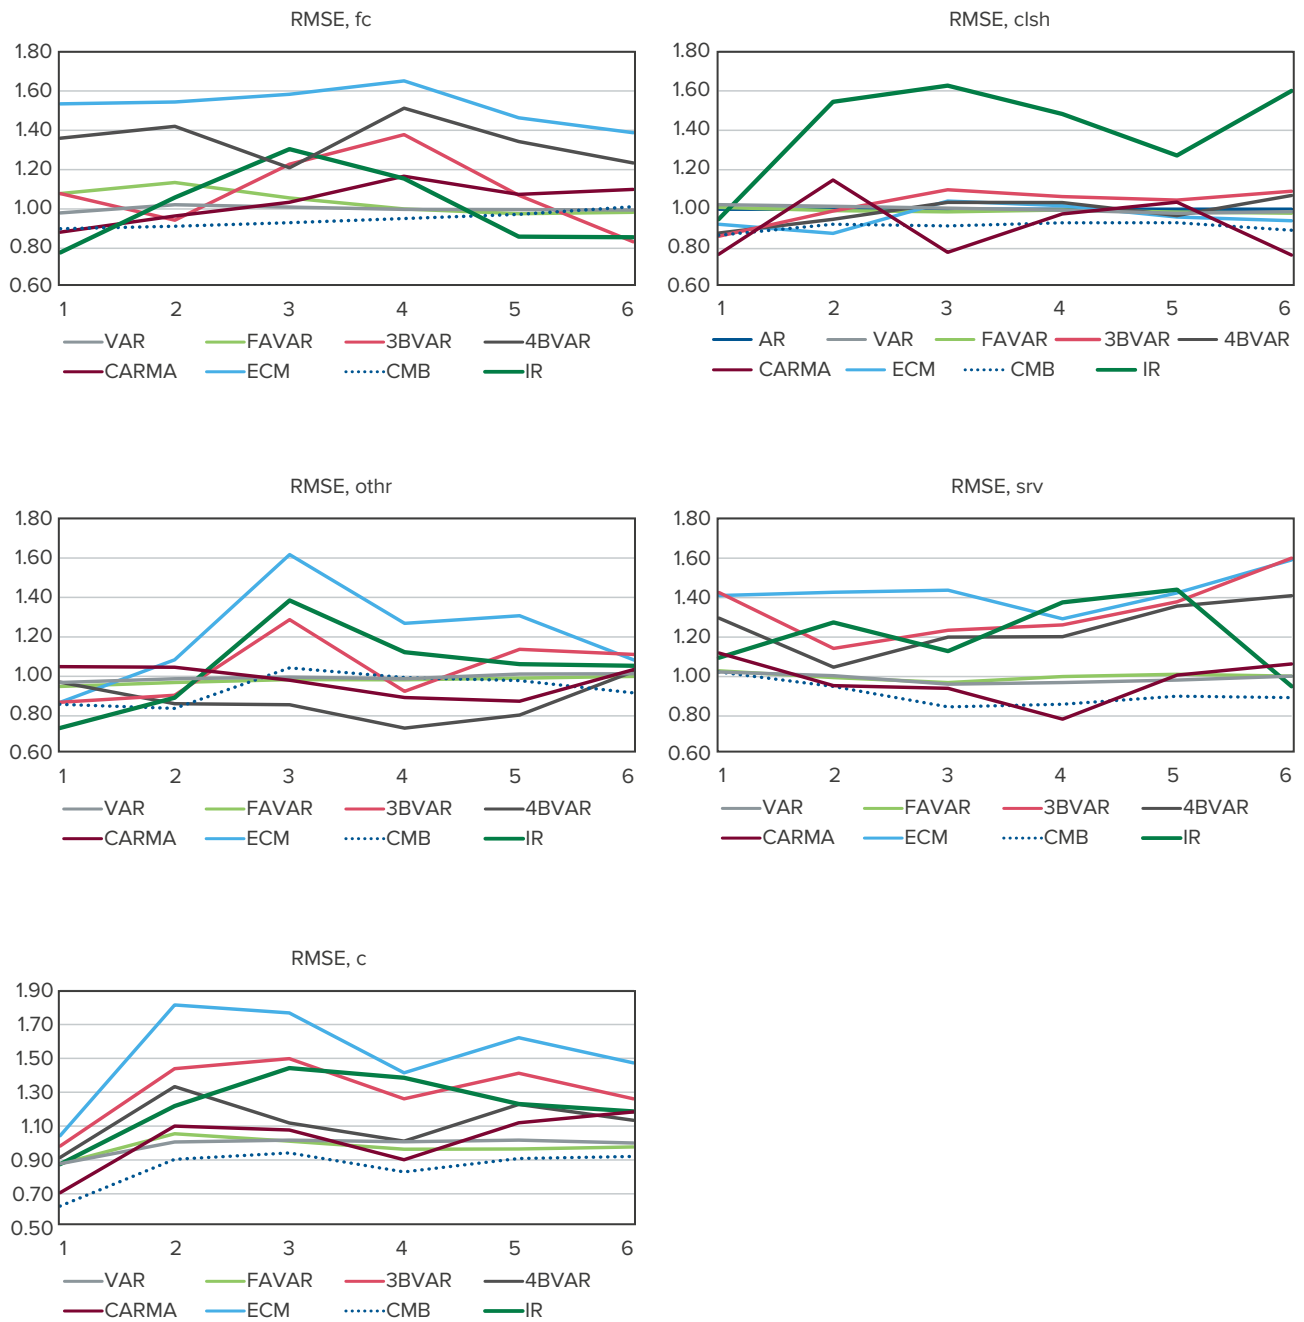 RMSE, fc
1.80
1.60
1.40
1.20
1.00
0.80
0.60
1 2 3 4 5 6
VAR FAVAR 3BVAR 4BVAR
CARMA ECM CMB IR
RMSE, clsh
1.80
1.60
1.40
1.20
1.00
0.80
0.60
1 2 3 4 5 6
AR VAR FAVAR 3BVAR 4BVAR
CARMA ECM CMB IR
RMSE, othr
1.80
1.60
1.40
1.20
1.00
0.80
0.60
1 2 3 4 5 6
VAR FAVAR 3BVAR 4BVAR
CARMA ECM CMB IR
RMSE, srv
1.80
1.60
1.40
1.20
1.00
0.80
0.60
1 2 3 4 5 6
VAR FAVAR 3BVAR 4BVAR
CARMA ECM CMB IR
RMSE, c
1.90
1.70
1.50
1.30
1.10
0.90
0.70
0.50
1 2 3 4 5 6
VAR FAVAR 3BVAR 4BVAR
CARMA ECM CMB IR